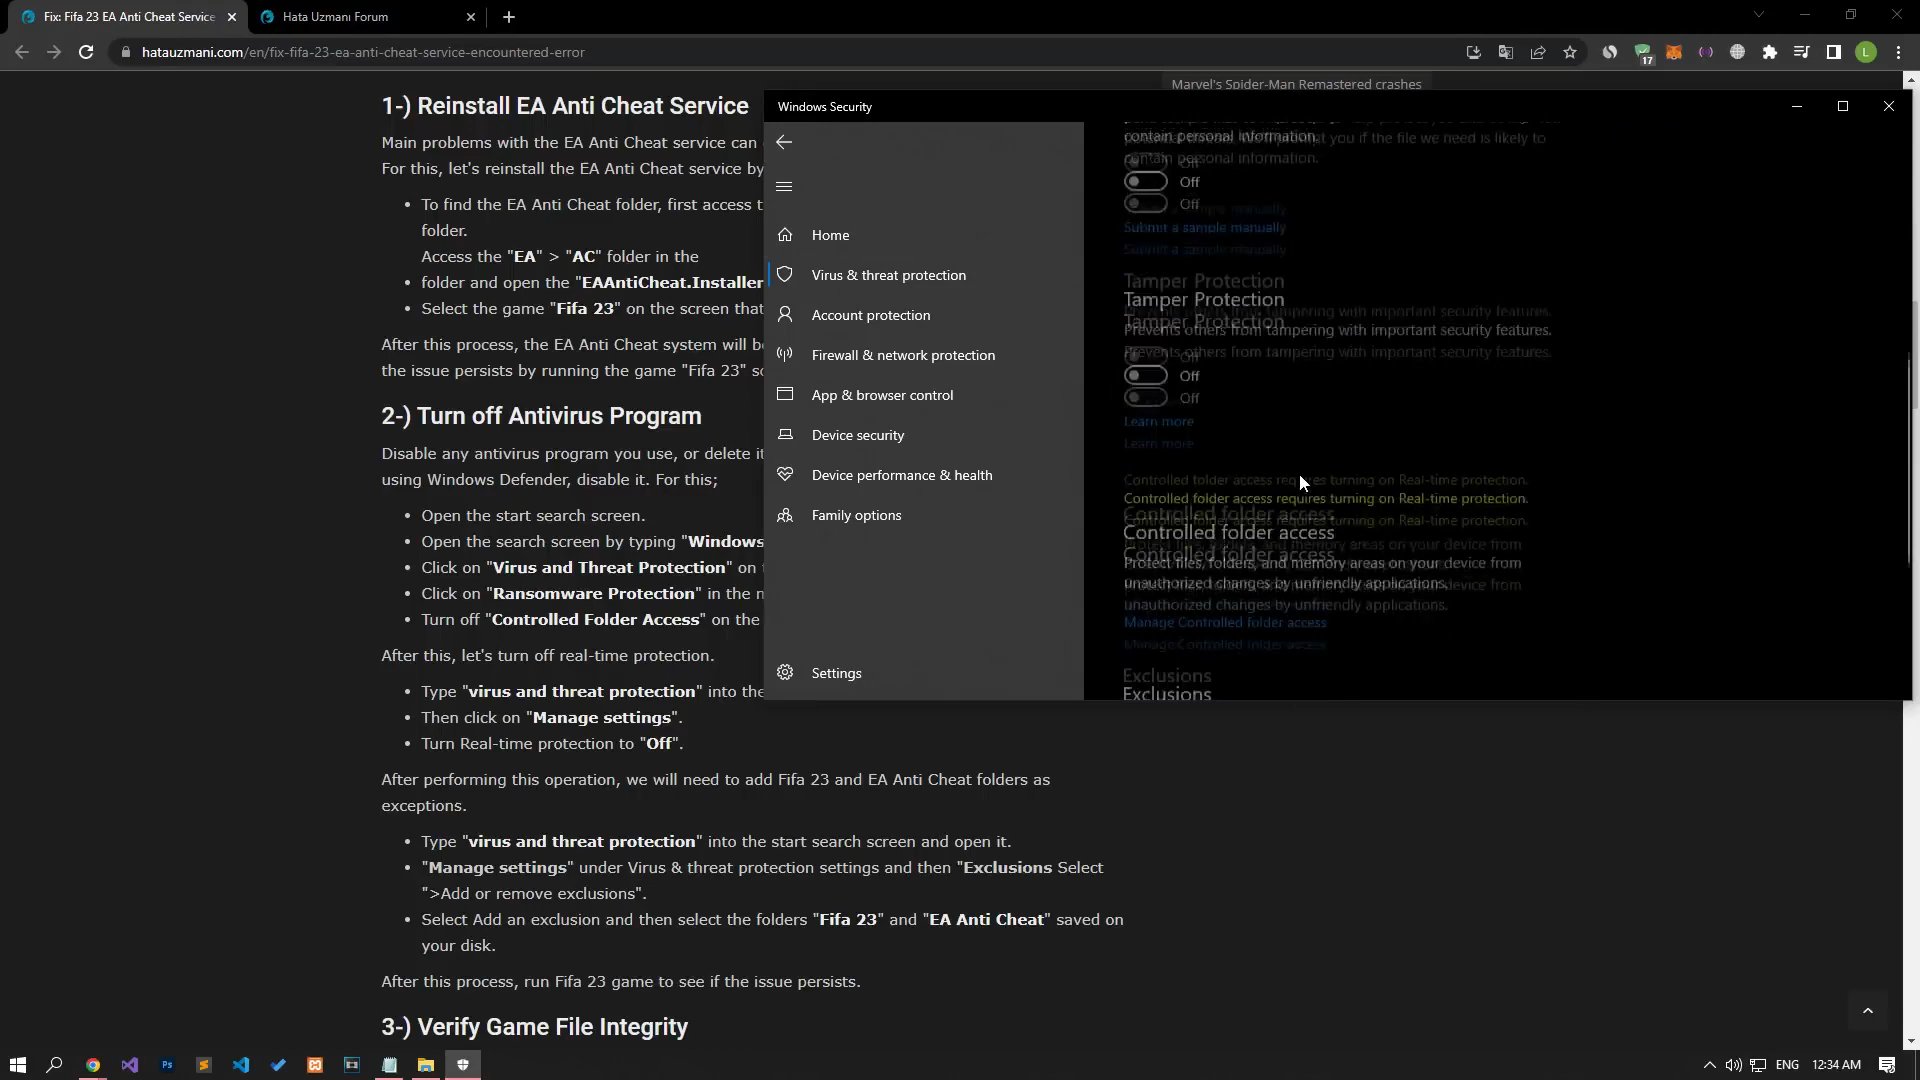 Fix: Fifa 23 EA Anti Cheat Service
Hata Uzmanı Forum
hatauzmani.com/en/fix-fifa-23-ea-anti-cheat-service-encountered-error
17
L
Marvel's Spider-Man Remastered crashes
1-) Reinstall EA Anti Cheat Service
Main problems with the EA Anti Cheat service can
For this, let's reinstall the EA Anti Cheat service by
To find the EA Anti Cheat folder, first access t
folder.
Access the "EA" > "AC" folder in the
folder and open the "EAAntiCheat.Installer
Select the game "Fifa 23" on the screen that
After this process, the EA Anti Cheat system will be
the issue persists by running the game "Fifa 23" so
2-) Turn off Antivirus Program
Disable any antivirus program you use, or delete it
using Windows Defender, disable it. For this;
Open the start search screen.
Open the search screen by typing "Windows
Click on "Virus and Threat Protection" on t
Click on "Ransomware Protection" in the m
Turn off "Controlled Folder Access" on the
After this, let's turn off real-time protection.
Type "virus and threat protection" into the
Then click on "Manage settings".
Turn Real-time protection to "Off".
After performing this operation, we will need to add Fifa 23 and EA Anti Cheat folders as
exceptions.
Type "virus and threat protection" into the start search screen and open it.
"Manage settings" under Virus & threat protection settings and then "Exclusions Select
">Add or remove exclusions".
Select Add an exclusion and then select the folders "Fifa 23" and "EA Anti Cheat" saved on
your disk.
After this process, run Fifa 23 game to see if the issue persists.
3-) Verify Game File Integrity
Windows Security
Home
Virus & threat protection
Account protection
Firewall & network protection
App & browser control
Device security
Device performance & health
Family options
Settings
contain personal information.
Off
Submit a sample manually
Tamper Protection
Prevents others from tampering with important security features.
Off
Learn more
Controlled folder access requires turning on Real-time protection.
Controlled folder access
Protect files, folders, and memory areas on your device from
unauthorized changes by unfriendly applications.
Manage Controlled folder access
Exclusions
Ps
ENG
12:34 AM